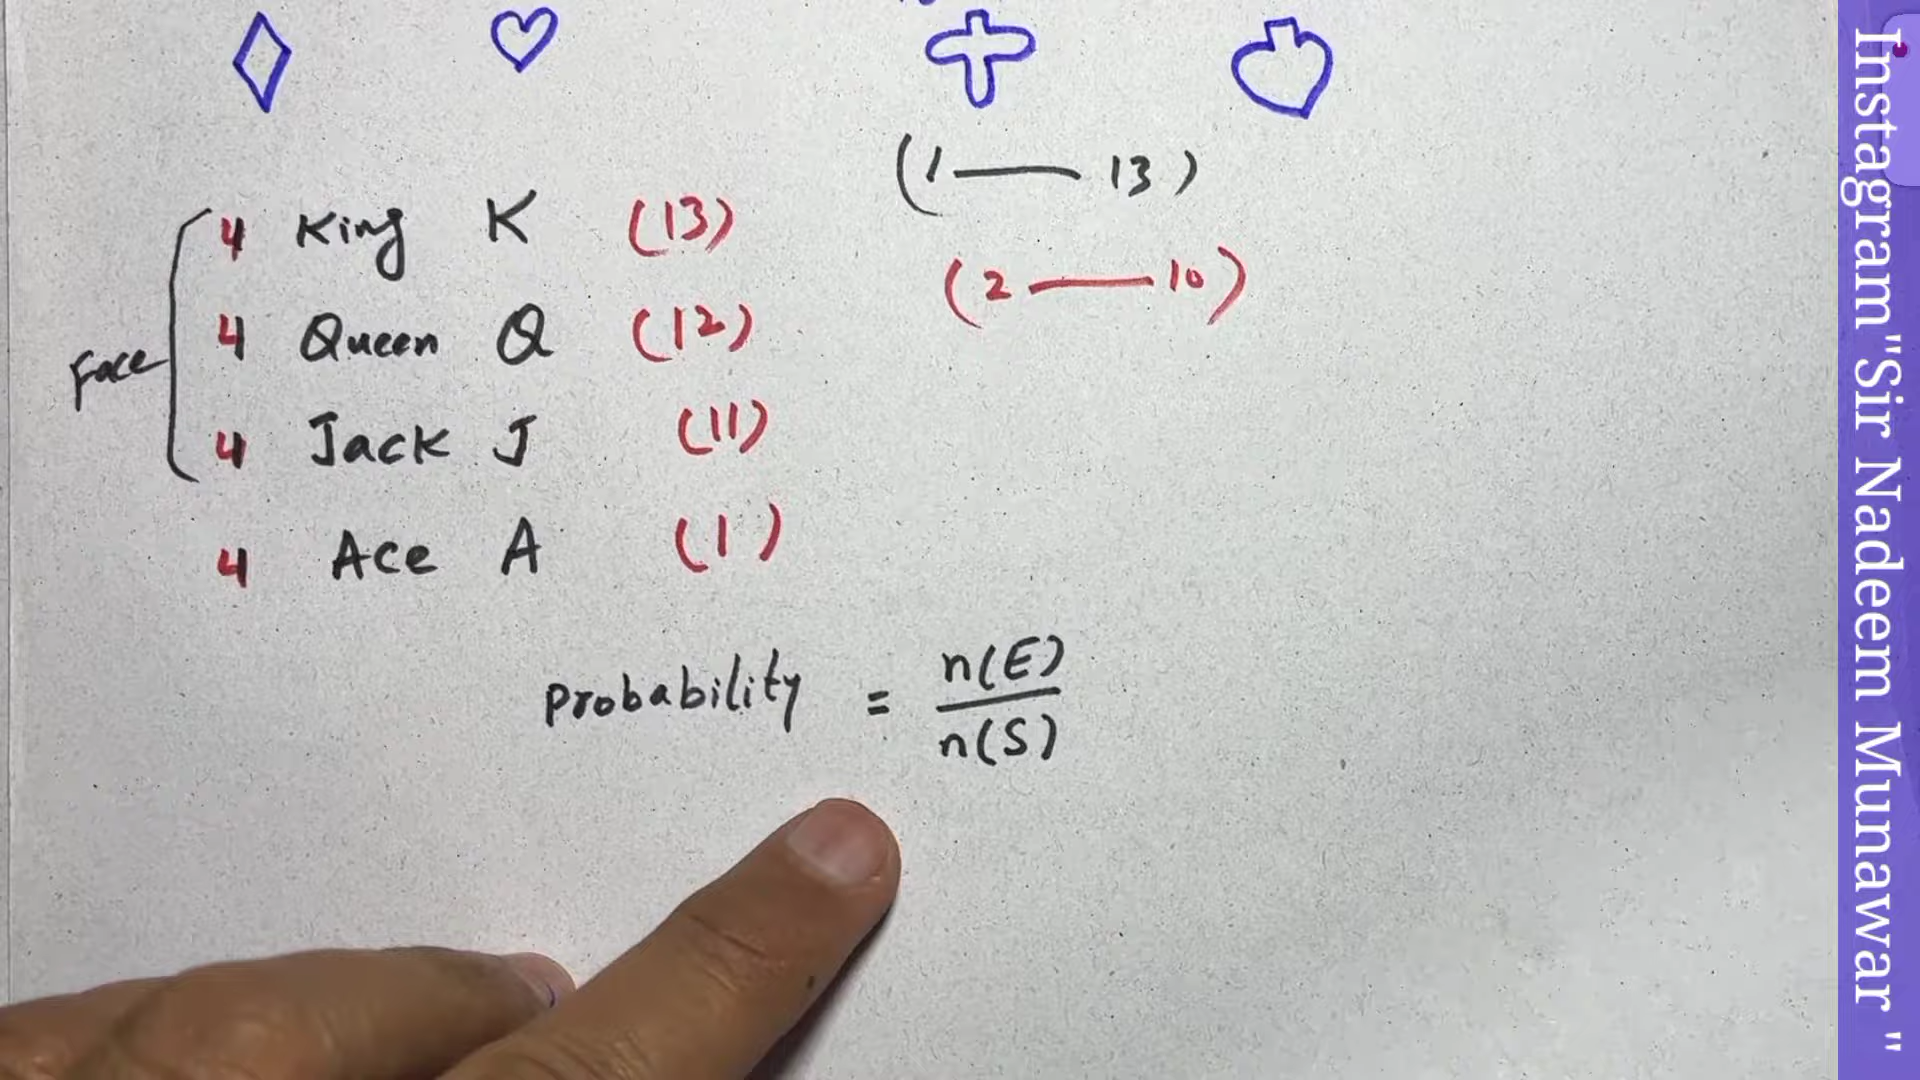 (1 — 13)
4 King K (13)
(2 — 10)
4 Queen Q (12)
Face
4 Jack J (11)
4 Ace A (1)
Probability = n(E)/n(S)
Instagram "Sir Nadeem Munawar "